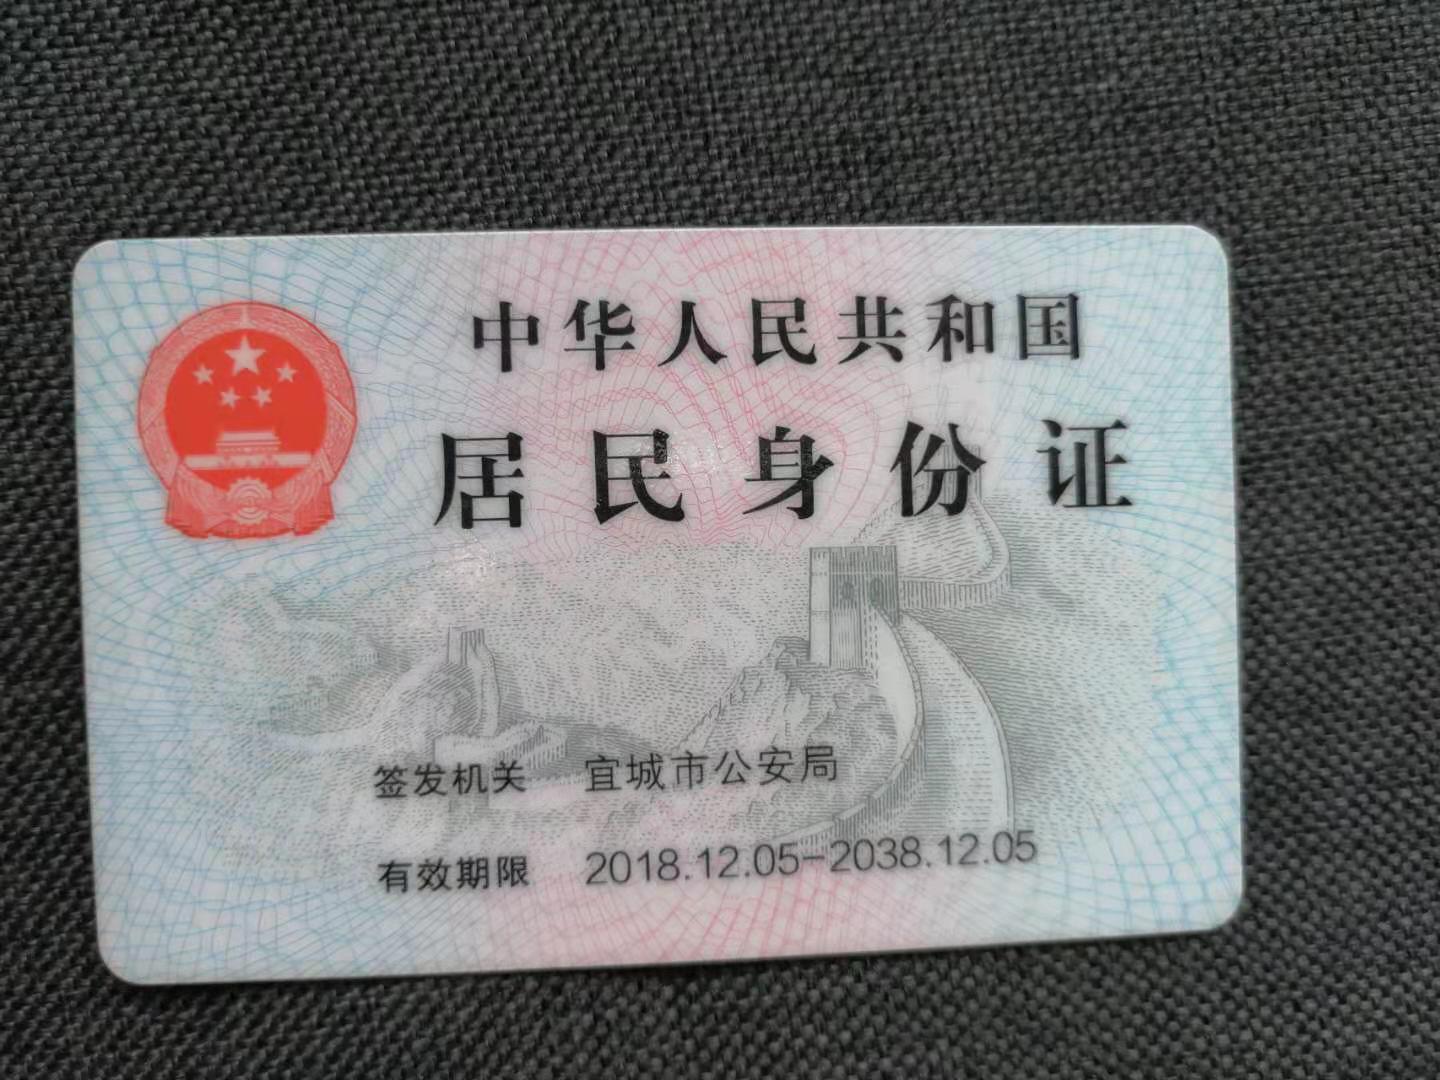 中华人民共和国
居民身份证
签发机关 宜城市公安局
有效期限 2018.12.05-2038.12.05